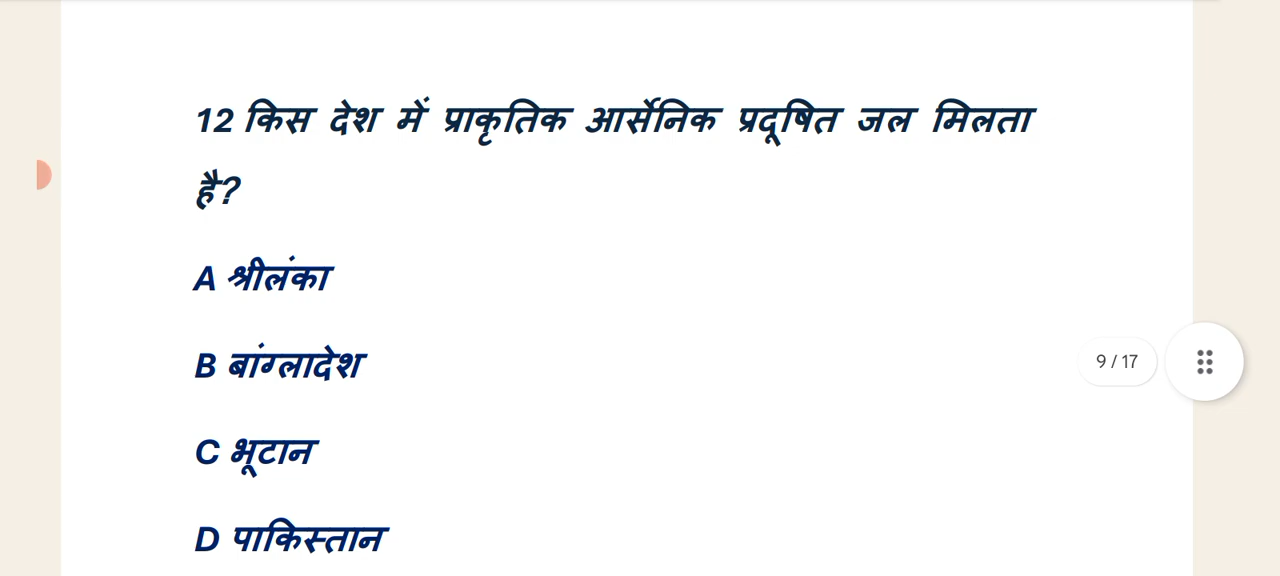 12 किस देश में प्राकृतिक आर्सेनिक प्रदूषित जल मिलता
है?
A श्रीलंका
B बांग्लादेश
9 / 17
C भूटान
D पाकिस्तान